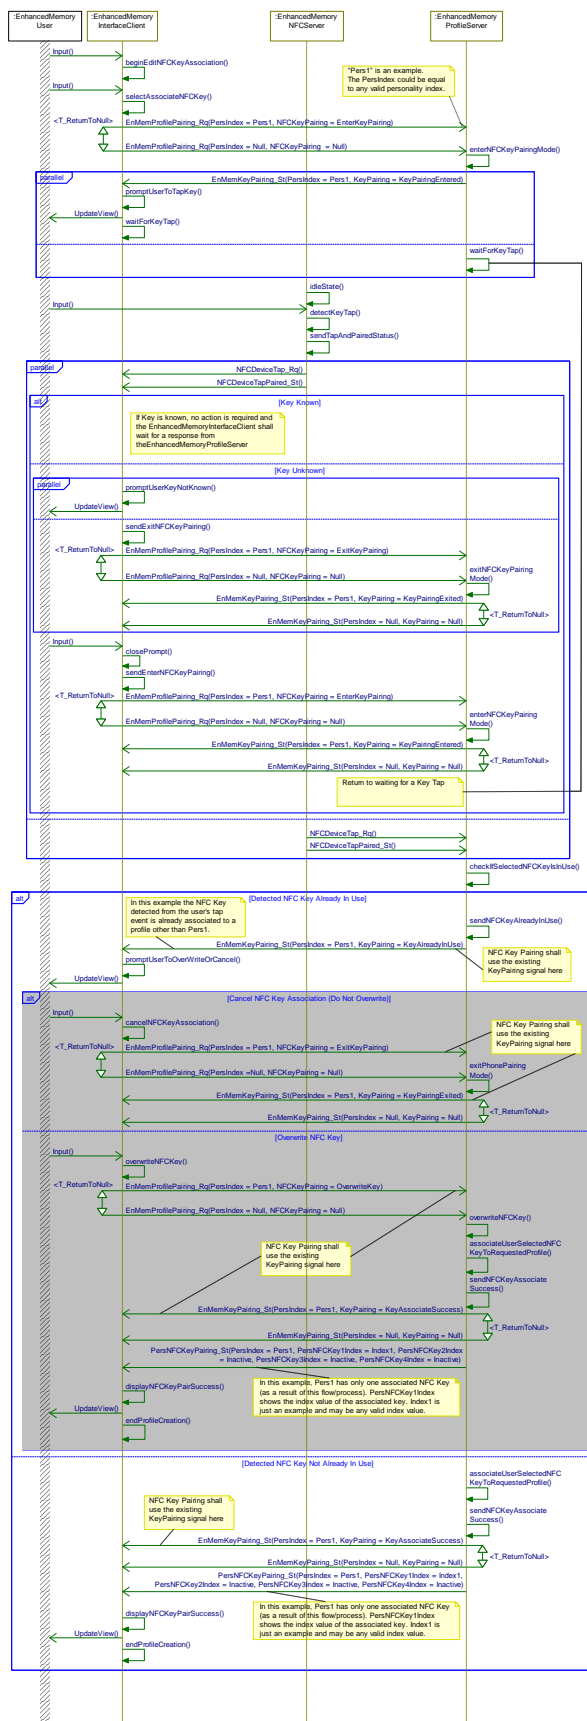 :EnhancedMemory
User
:EnhancedMemory
InterfaceClient
:EnhancedMemory
NFCServer
:EnhancedMemory
ProfileServer
Input()
beginEditNFCKeyAssociation()
Input()
selectAssociateNFCKey()
"Pers1" is an example.
The PersIndex could be equal
to any valid personality index.
<T_ReturnToNull>
EnMemProfilePairing_Rq(PersIndex = Pers1, NFCKeyPairing = EnterKeyPairing)
EnMemProfilePairing_Rq(PersIndex = Null, NFCKeyPairing  = Null)
enterNFCKeyPairingMode()
parallel
EnMemKeyPairing_St(PersIndex = Pers1, KeyPairing = KeyPairingEntered)
promptUserToTapKey()
UpdateView()
waitForKeyTap()
waitForKeyTap()
idleState()
Input()
detectKeyTap()
sendTapAndPairedStatus()
parallel
NFCDeviceTap_Rq()
NFCDeviceTapPaired_St()
alt
[Key Known]
If Key is known, no action is required and
the EnhancedMemoryInterfaceClient shall
wait for a response from
theEnhancedMemoryProfileServer
[Key Unknown]
parallel
promptUserKeyNotKnown()
UpdateView()
sendExitNFCKeyPairing()
<T_ReturnToNull>
EnMemProfilePairing_Rq(PersIndex = Pers1, NFCKeyPairing = ExitKeyPairing)
EnMemProfilePairing_Rq(PersIndex = Null, NFCKeyPairing = Null)
exitNFCKeyPairing
Mode()
EnMemKeyPairing_St(PersIndex = Pers1, KeyPairing = KeyPairingExited)
<T_ReturnToNull>
EnMemKeyPairing_St(PersIndex = Null, KeyPairing = Null)
Input()
closePrompt()
sendEnterNFCKeyPairing()
<T_ReturnToNull>
EnMemProfilePairing_Rq(PersIndex = Pers1, NFCKeyPairing = EnterKeyPairing)
EnMemProfilePairing_Rq(PersIndex = Null, NFCKeyPairing = Null)
enterNFCKeyPairing
Mode()
EnMemKeyPairing_St(PersIndex = Pers1, KeyPairing = KeyPairingEntered)
<T_ReturnToNull>
EnMemKeyPairing_St(PersIndex = Null, KeyPairing = Null)
Return to waiting for a Key Tap
NFCDeviceTap_Rq()
NFCDeviceTapPaired_St()
checkIfSelectedNFCKeyIsInUse()
alt
[Detected NFC Key Already In Use]
In this example the NFC Key
detected from the user's tap
event is already associated to a
profile other than Pers1.
sendNFCKeyAlreadyInUse()
EnMemKeyPairing_St(PersIndex = Pers1, KeyPairing = KeyAlreadyInUse)
NFC Key Pairing shall
use the existing
KeyPairing signal here
promptUserToOverWriteOrCancel()
UpdateView()
alt
[Cancel NFC Key Association (Do Not Overwrite)]
Input()
cancelNFCKeyAssociation()
NFC Key Pairing shall
use the existing
KeyPairing signal here
<T_ReturnToNull>
EnMemProfilePairing_Rq(PersIndex = Pers1, NFCKeyPairing = ExitKeyPairing)
EnMemProfilePairing_Rq(PersIndex =Null, NFCKeyPairing = Null)
exitPhonePairing
Mode()
EnMemKeyPairing_St(PersIndex = Pers1, KeyPairing = KeyPairingExited)
<T_ReturnToNull>
EnMemKeyPairing_St(PersIndex = Null, KeyPairing = Null)
[Overwrite NFC Key]
Input()
overwriteNFCKey()
<T_ReturnToNull>
EnMemProfilePairing_Rq(PersIndex = Pers1, NFCKeyPairing = OverwriteKey)
EnMemProfilePairing_Rq(PersIndex = Null, NFCKeyPairing = Null)
overwriteNFCKey()
NFC Key Pairing shall
use the existing
KeyPairing signal here
associateUserSelectedNFC
KeyToRequestedProfile()
sendNFCKeyAssociate
Success()
EnMemKeyPairing_St(PersIndex = Pers1, KeyPairing = KeyAssociateSuccess)
<T_ReturnToNull>
EnMemKeyPairing_St(PersIndex = Null, KeyPairing = Null)
PersNFCKeyPairing_St(PersIndex = Pers1, PersNFCKey1Index = Index1, PersNFCKey2Index
= Inactive, PersNFCKey3Index = Inactive, PersNFCKey4Index = Inactive)
In this example, Pers1 has only one associated NFC Key
(as a result of this flow/process). PersNFCKey1Index
shows the index value of the associated key. Index1 is
just an example and may be any valid index value.
displayNFCKeyPairSuccess()
UpdateView()
endProfileCreation()
[Detected NFC Key Not Already In Use]
associateUserSelectedNFC
KeyToRequestedProfile()
NFC Key Pairing shall
use the existing
KeyPairing signal here
sendNFCKeyAssociate
Success()
EnMemKeyPairing_St(PersIndex = Pers1, KeyPairing = KeyAssociateSuccess)
<T_ReturnToNull>
EnMemKeyPairing_St(PersIndex = Null, KeyPairing = Null)
PersNFCKeyPairing_St(PersIndex = Pers1, PersNFCKey1Index = Index1,
PersNFCKey2Index = Inactive, PersNFCKey3Index = Inactive, PersNFCKey4Index = Inactive)
In this example, Pers1 has only one associated NFC Key
(as a result of this flow/process). PersNFCKey1Index
shows the index value of the associated key. Index1 is
just an example and may be any valid index value.
displayNFCKeyPairSuccess()
UpdateView()
endProfileCreation()